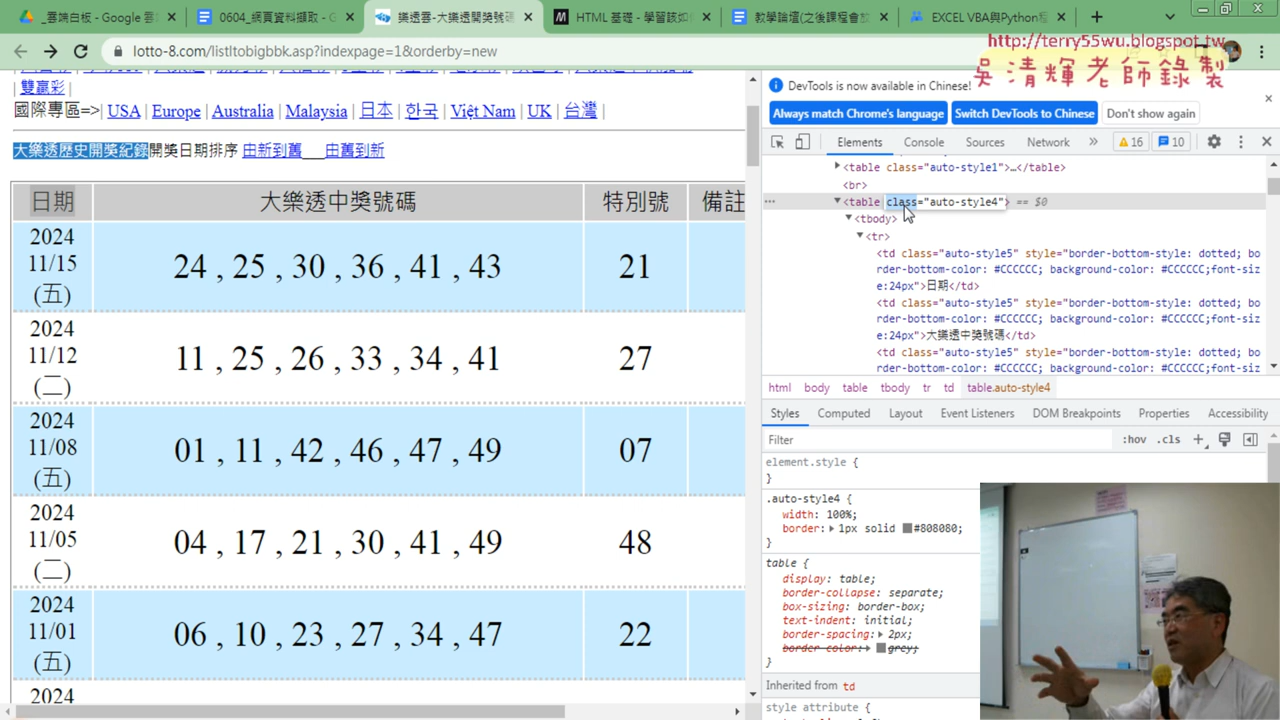 _雲端白板 - Google 雲
0604_網頁資料擷取 - G
樂透雲-大樂透開獎號碼
HTML 基礎 - 學習該如
教學論壇(之後課程會放
EXCEL VBA與Python程
lotto-8.com/listltobigbbk.asp?indexpage=1&orderby=new
http://terry55wu.blogspot.tw
吳清輝老師錄製
雙贏彩|
國際專區=>| USA | Europe | Australia | Malaysia | 日本 | 한국 | Việt Nam | UK | 台灣 |
大樂透歷史開獎紀錄開獎日期排序 由新到舊 由舊到新
日期 大樂透中獎號碼 特別號 備註
2024
11/15
(五)
24 , 25 , 30 , 36 , 41 , 43
21
2024
11/12
(二)
11 , 25 , 26 , 33 , 34 , 41
27
2024
11/08
(五)
01 , 11 , 42 , 46 , 47 , 49
07
2024
11/05
(二)
04 , 17 , 21 , 30 , 41 , 49
48
2024
11/01
(五)
06 , 10 , 23 , 27 , 34 , 47
22
2024
DevTools is now available in Chinese!
Always match Chrome's language
Switch DevTools to Chinese
Don't show again
Elements Console Sources Network 16 10
<table class="auto-style1">…</table>
<br>
<table class="auto-style4"> == $0
<tbody>
<tr>
<td class="auto-style5" style="border-bottom-style: dotted; bo
rder-bottom-color: #CCCCCC; background-color: #CCCCCC;font-siz
e:24px">日期</td>
<td class="auto-style5" style="border-bottom-style: dotted; bo
rder-bottom-color: #CCCCCC; background-color: #CCCCCC;font-siz
e:24px">大樂透中獎號碼</td>
<td class="auto-style5" style="border-bottom-style: dotted; bo
rder-bottom-color: #CCCCCC; background-color: #CCCCCC;font-siz
html body table tbody tr td table.auto-style4
Styles Computed Layout Event Listeners DOM Breakpoints Properties Accessibility
Filter
:hov .cls
element.style {
}
.auto-style4 {
width: 100%;
border: 1px solid #808080;
}
table {
display: table;
border-collapse: separate;
box-sizing: border-box;
text-indent: initial;
border-spacing: 2px;
border-color: grey;
}
Inherited from td
style attribute {